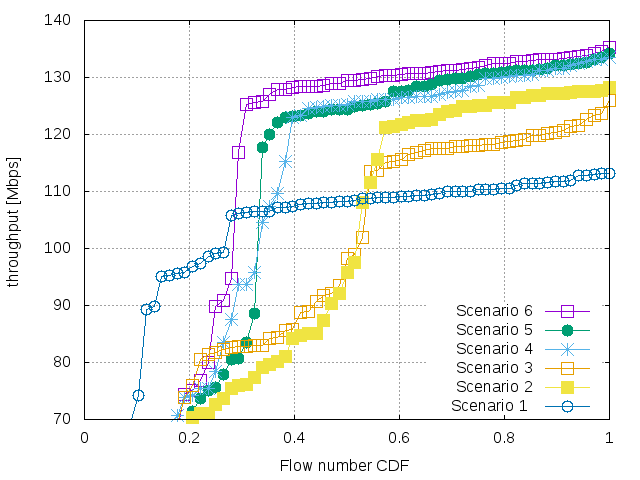 140
130
120
110
100
90
80
70
throughput [Mbps]
Scenario 6
Scenario 5
Scenario 4
Scenario 3
Scenario 2
Scenario 1
0
0.2
0.4
0.6
0.8
1
Flow number CDF